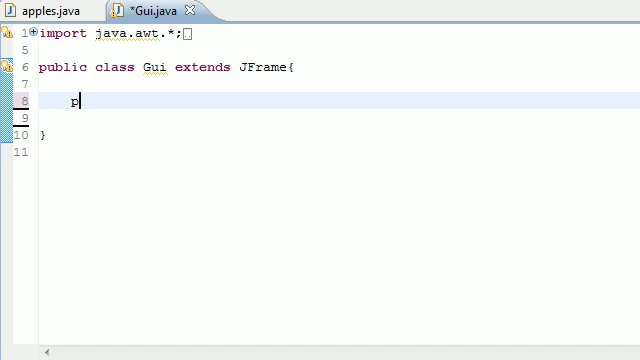 apples.java
*Gui.java
1 import java.awt.*;
5
6 public class Gui extends JFrame{
7
8 p
9
10 }
11